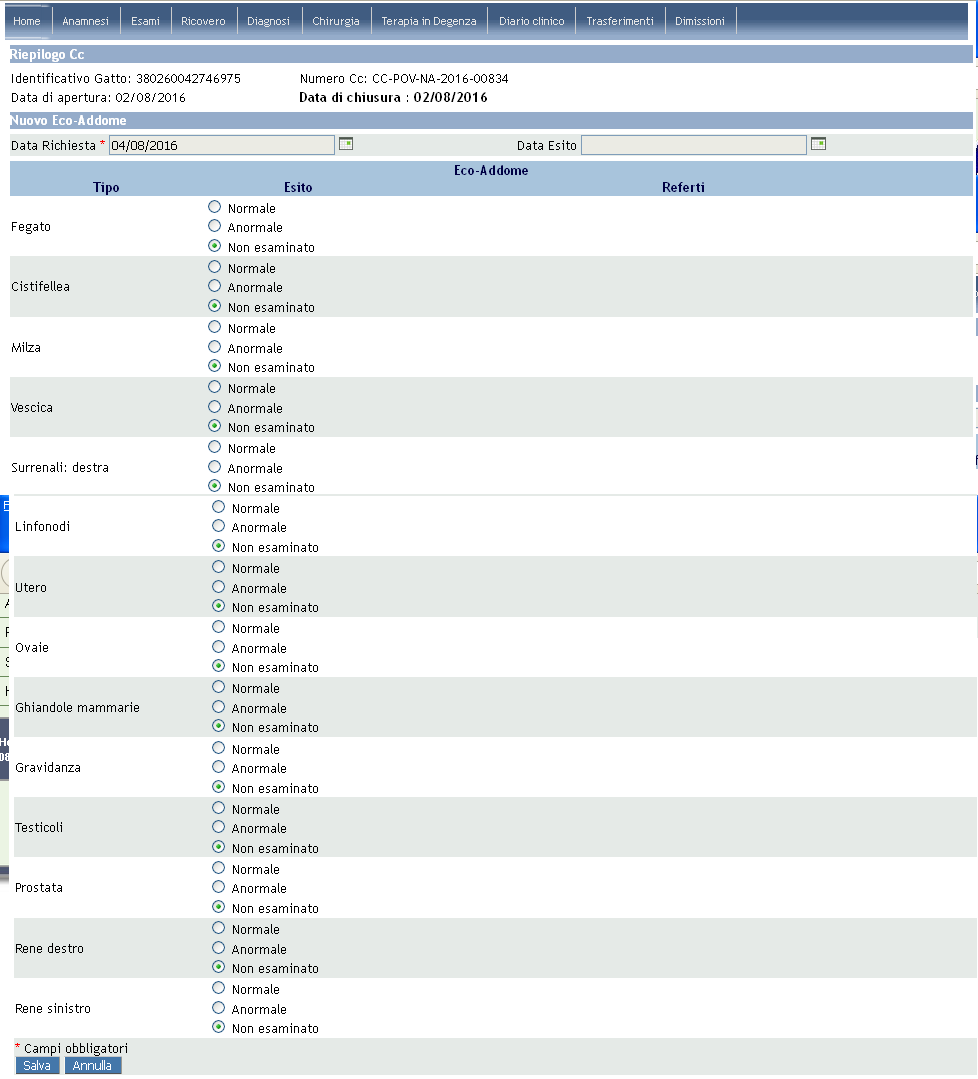 Home Anamnesi Esami Ricovero Diagnosi Chirurgia Terapia in Degenza Diario clinico Trasferimenti Dimissioni
Riepilogo Cc
Identificativo Gatto: 380260042746975 Numero Cc: CC-POV-NA-2016-00834
Data di apertura: 02/08/2016 Data di chiusura : 02/08/2016
Nuovo Eco-Addome
Data Richiesta * 04/08/2016 Data Esito
Eco-Addome
Tipo Esito Referti
Normale
Fegato Anormale
Non esaminato
Normale
Cistifellea Anormale
Non esaminato
Normale
Milza Anormale
Non esaminato
Normale
Vescica Anormale
Non esaminato
Normale
Surrenali: destra Anormale
Non esaminato
Normale
Linfonodi Anormale
Non esaminato
Normale
Utero Anormale
Non esaminato
Normale
Ovaie Anormale
Non esaminato
Normale
Ghiandole mammarie Anormale
Non esaminato
Normale
Gravidanza Anormale
Non esaminato
Normale
Testicoli Anormale
Non esaminato
Normale
Prostata Anormale
Non esaminato
Normale
Rene destro Anormale
Non esaminato
Normale
Rene sinistro Anormale
Non esaminato
* Campi obbligatori
Salva Annulla